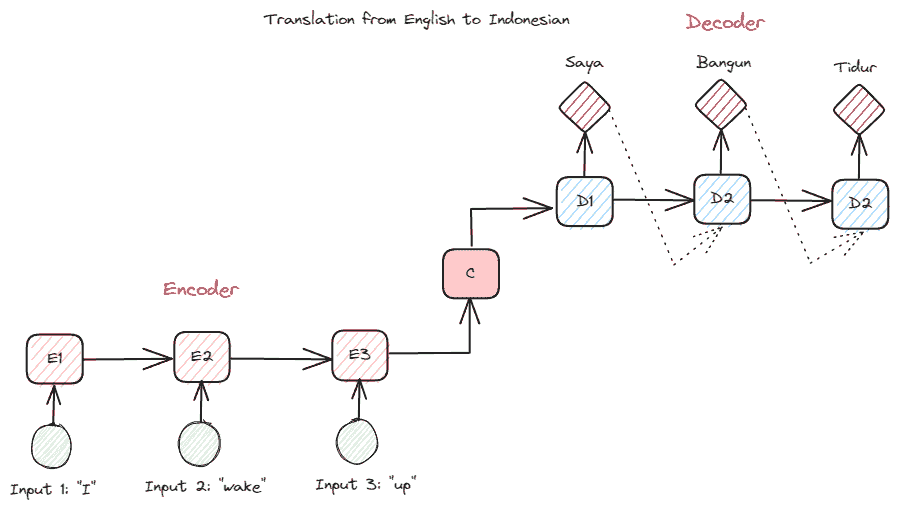 Translation from English to Indonesian
Decoder
Saya
Bangun
Tidur
D1
D2
D2
C
Encoder
E1
E2
E3
Input 1: "I"
Input 2: "wake"
Input 3: "up"